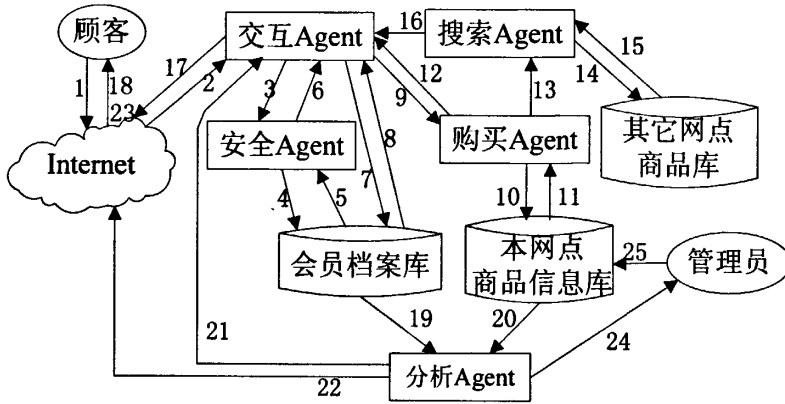 顾客
交互Agent
16
搜索Agent
15
17
1
18
2
23
3
6
12
9
13
14
Internet
安全Agent
8
购买Agent
其它网点
商品库
4
5
7
10
11
会员档案库
本网点
商品信息库
25
管理员
21
19
20
24
22
分析Agent